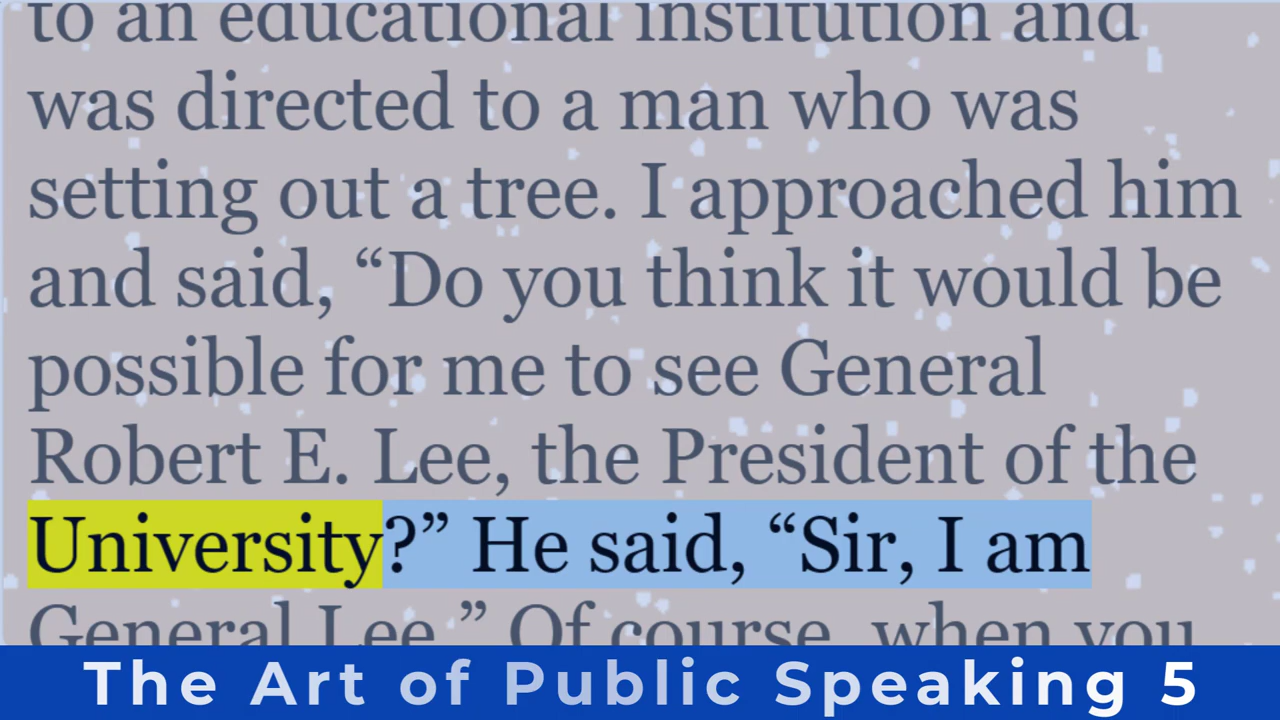 to an educational institution and
was directed to a man who was
setting out a tree. I approached him
and said, “Do you think it would be
possible for me to see General
Robert E. Lee, the President of the
University?” He said, “Sir, I am
General Lee.” Of course, when you
The Art of Public Speaking 5